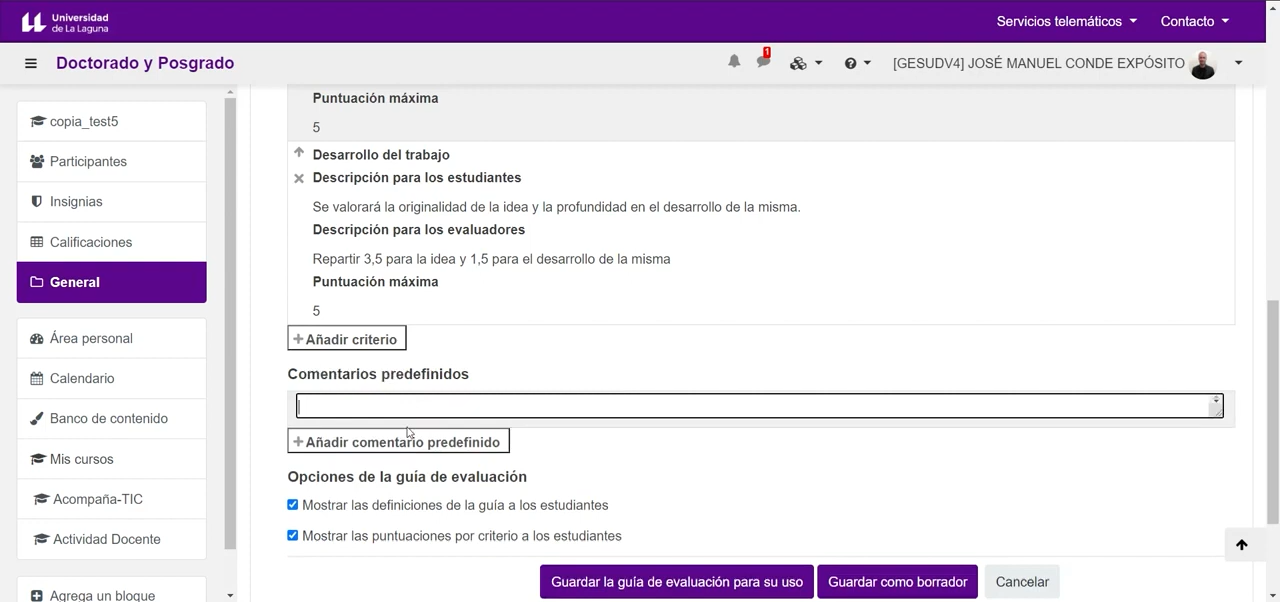 Universidad
de La Laguna
Servicios telemáticos
Contacto
Doctorado y Posgrado
1
[GESUDV4] JOSÉ MANUEL CONDE EXPÓSITO
copia_test5
Participantes
Insignias
Calificaciones
General
Área personal
Calendario
Banco de contenido
Mis cursos
Acompaña-TIC
Actividad Docente
Agrega un bloque
Puntuación máxima
5
Desarrollo del trabajo
Descripción para los estudiantes
Se valorará la originalidad de la idea y la profundidad en el desarrollo de la misma.
Descripción para los evaluadores
Repartir 3,5 para la idea y 1,5 para el desarrollo de la misma
Puntuación máxima
5
Añadir criterio
Comentarios predefinidos
Añadir comentario predefinido
Opciones de la guía de evaluación
Mostrar las definiciones de la guía a los estudiantes
Mostrar las puntuaciones por criterio a los estudiantes
Guardar la guía de evaluación para su uso
Guardar como borrador
Cancelar